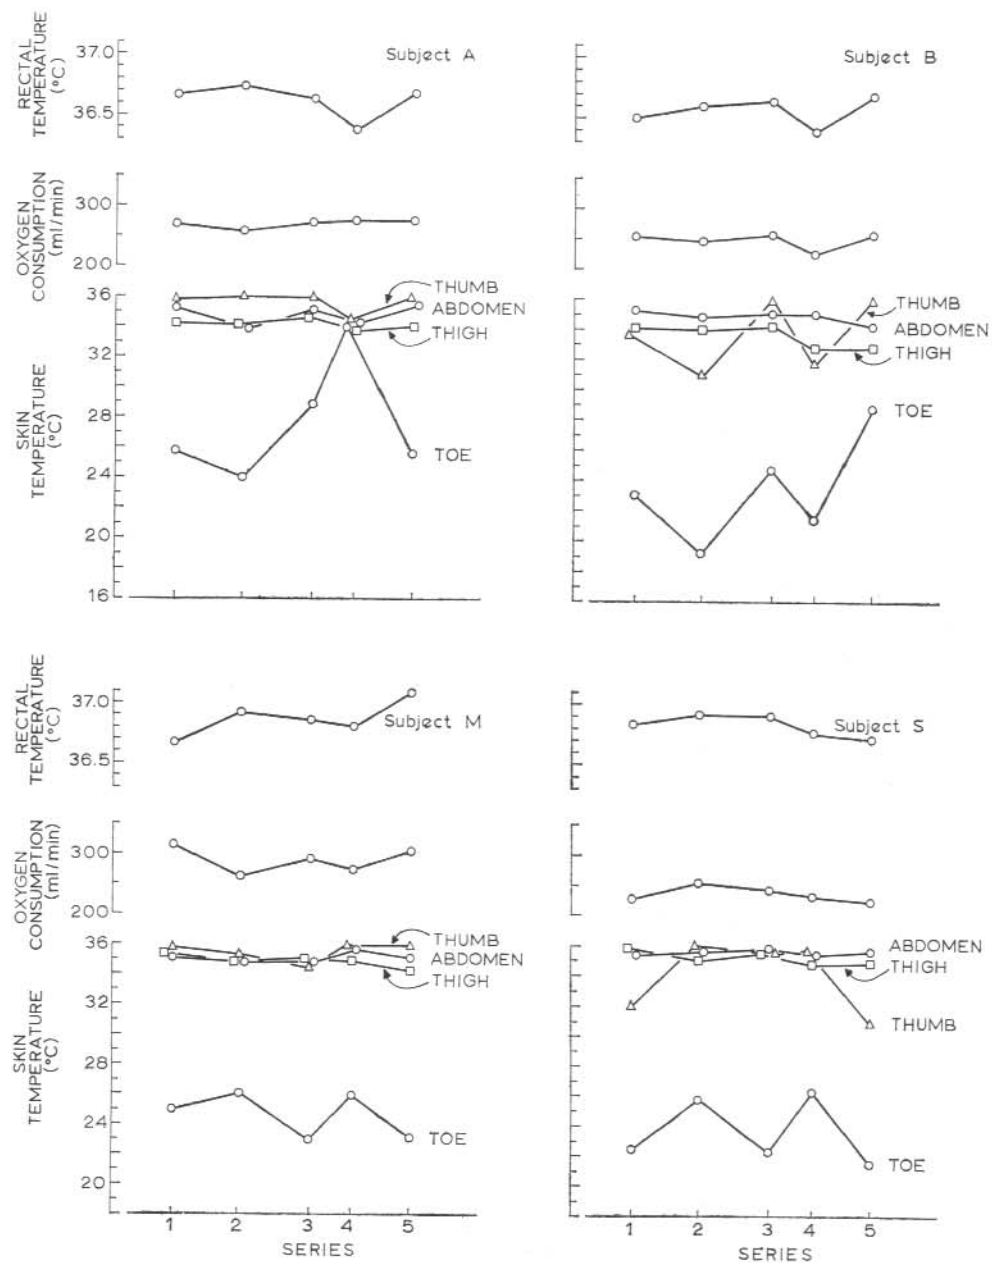 RECTAL
TEMPERATURE
(°C)
37.0
36.5
Subject A
Subject B
OXYGEN
CONSUMPTION
(ml/min)
300
200
SKIN
TEMPERATURE
(°C)
36
32
28
24
20
16
THUMB
ABDOMEN
THIGH
TOE
THUMB
ABDOMEN
THIGH
TOE
RECTAL
TEMPERATURE
(°C)
37.0
36.5
Subject M
Subject S
OXYGEN
CONSUMPTION
(ml/min)
300
200
SKIN
TEMPERATURE
(°C)
36
32
28
24
20
THUMB
ABDOMEN
THIGH
TOE
ABDOMEN
THIGH
THUMB
TOE
1 2 3 4 5
SERIES
1 2 3 4 5
SERIES